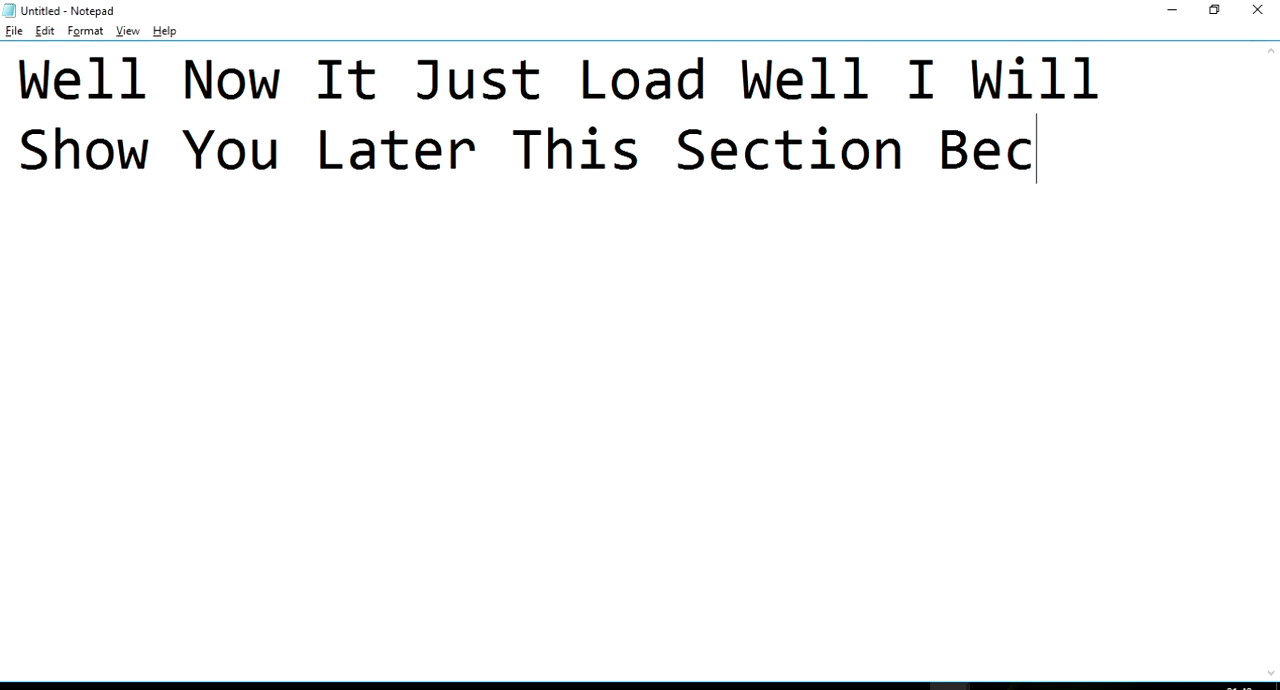 Untitled - Notepad
File Edit Format View Help
Well Now It Just Load Well I Will
Show You Later This Section Bec